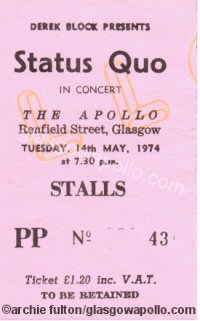 DEREK BLOCK PRESENTS
Status Quo
IN CONCERT
THE APOLLO
Renfield Street, Glasgow
TUESDAY, 14th MAY, 1974
at 7.30 p.m.
STALLS
PP No 43
Ticket £1.20 inc. V.A.T.
TO BE RETAINED
©archie fulton/glasgowapollo.com